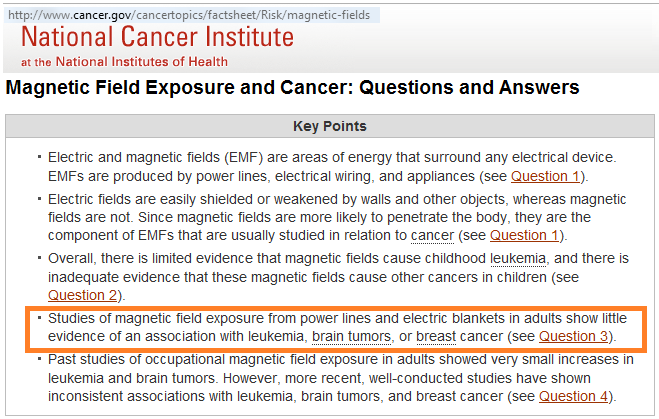 http://www.cancer.gov/cancertopics/factsheet/Risk/magnetic-fields
National Cancer Institute
at the National Institutes of Health
Magnetic Field Exposure and Cancer: Questions and Answers
Key Points
Electric and magnetic fields (EMF) are areas of energy that surround any electrical device.
EMFs are produced by power lines, electrical wiring, and appliances (see Question 1).
Electric fields are easily shielded or weakened by walls and other objects, whereas magnetic
fields are not. Since magnetic fields are more likely to penetrate the body, they are the
component of EMFs that are usually studied in relation to cancer (see Question 1).
Overall, there is limited evidence that magnetic fields cause childhood leukemia, and there is
inadequate evidence that these magnetic fields cause other cancers in children (see
Question 2).
Studies of magnetic field exposure from power lines and electric blankets in adults show little
evidence of an association with leukemia, brain tumors, or breast cancer (see Question 3).
Past studies of occupational magnetic field exposure in adults showed very small increases in
leukemia and brain tumors. However, more recent, well-conducted studies have shown
inconsistent associations with leukemia, brain tumors, and breast cancer (see Question 4).